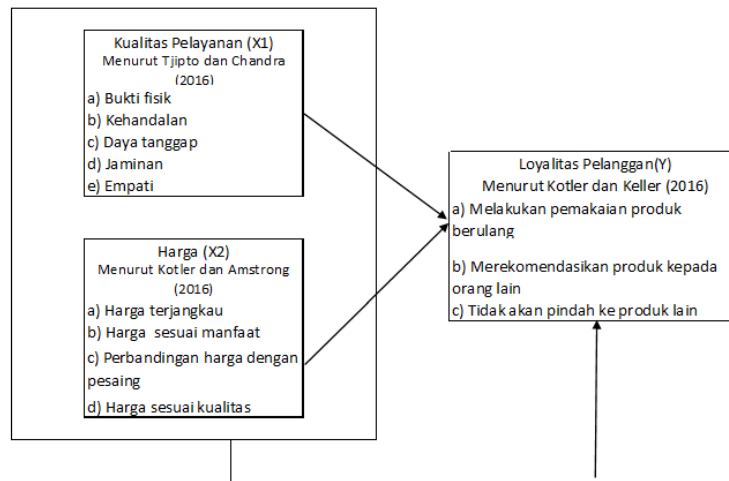 Kualitas Pelayanan (X1)
Menurut Tjipto dan Chandra
(2016)
a) Bukti fisik
b) Kehandalan
c) Daya tanggap
d) Jaminan
e) Empati
Harga (X2)
Menurut Kotler dan Amstrong
(2016)
a) Harga terjangkau
b) Harga sesuai manfaat
c) Perbandingan harga dengan
pesaing
d) Harga sesuai kualitas
Loyalitas Pelanggan(Y)
Menurut Kotler dan Keller (2016)
a) Melakukan pemakaian produk
berulang
b) Merekomendasikan produk kepada
orang lain
c) Tidak akan pindah ke produk lain